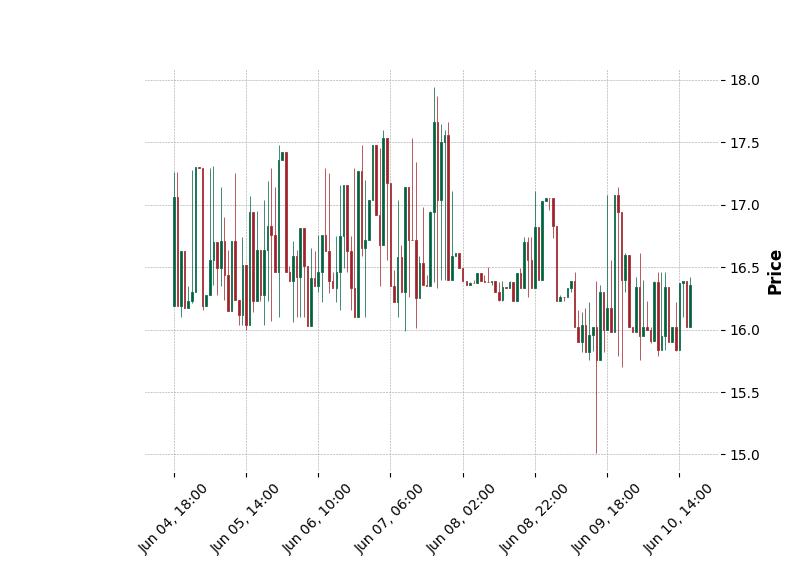 18.0
17.5
17.0
16.5
16.0
15.5
15.0
Price
Jun 04, 18:00
Jun 05, 14:00
Jun 06, 10:00
Jun 07, 06:00
Jun 08, 02:00
Jun 08, 22:00
Jun 09, 18:00
Jun 10, 14:00